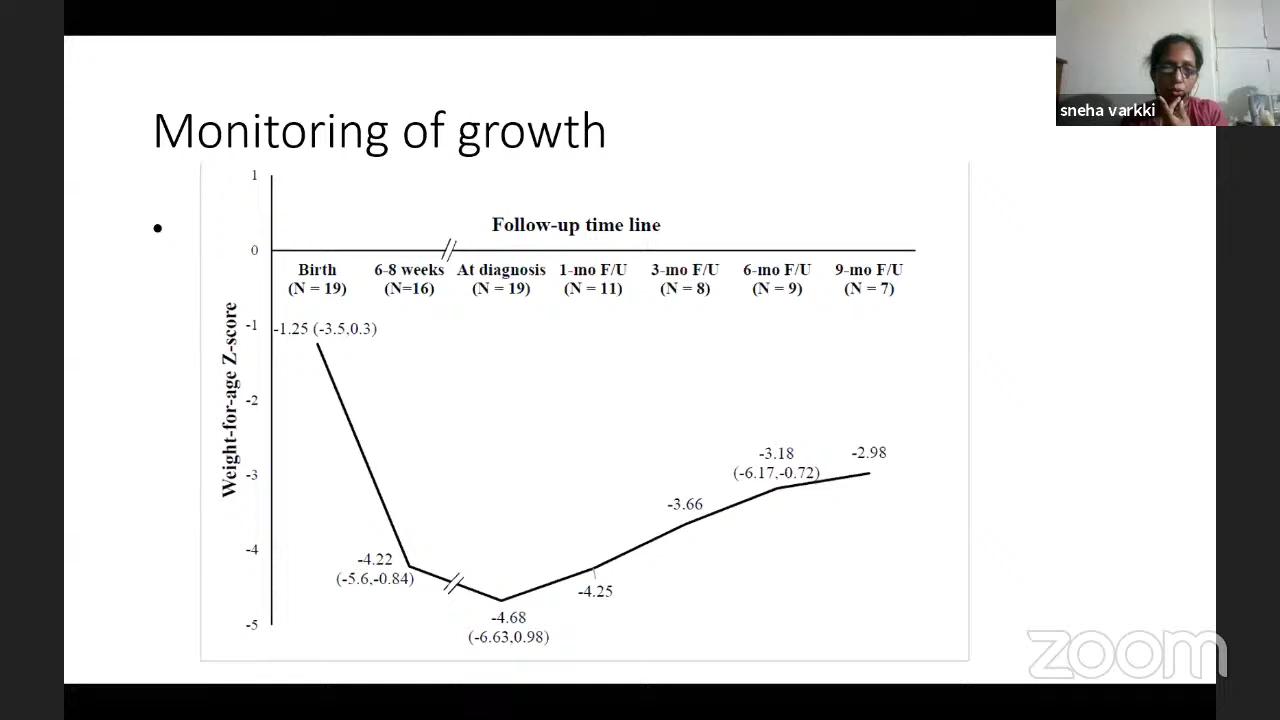 sneha varkki
Monitoring of growth
•
1
Follow-up time line
0
Birth 6-8 weeks At diagnosis 1-mo F/U 3-mo F/U 6-mo F/U 9-mo F/U
(N = 19) (N=16) (N = 19) (N = 11) (N = 8) (N = 9) (N = 7)
Weight-for-age Z-score
-1
-1.25 (-3.5,0.3)
-2
-3.18 -2.98
-3
(-6.17,-0.72)
-3.66
-4
-4.22
(-5.6,-0.84)
-4.25
-4.68
-5
(-6.63,0.98)
zoom